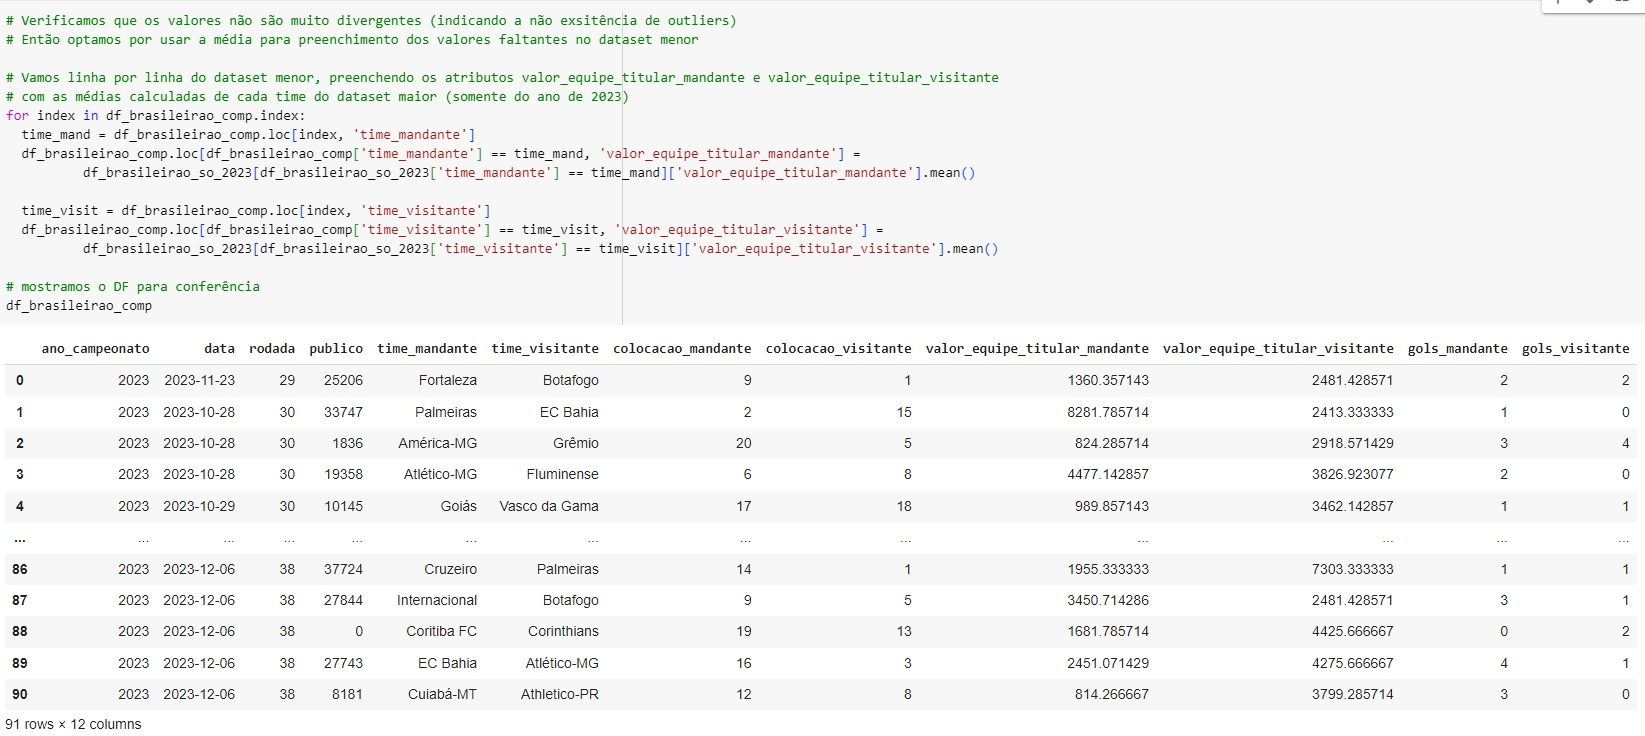 # Verificamos que os valores não são muito divergentes (indicando a não exsitência de outliers)
# Então optamos por usar a média para preenchimento dos valores faltantes no dataset menor
# Vamos linha por linha do dataset menor, preenchendo os atributos valor_equipe_titular_mandante e valor_equipe_titular_visitante
# com as médias calculadas de cada time do dataset maior (somente do ano de 2023)
for index in df_brasileirao_comp.index:
  time_mand = df_brasileirao_comp.loc[index, 'time_mandante']
  df_brasileirao_comp.loc[df_brasileirao_comp['time_mandante'] == time_mand, 'valor_equipe_titular_mandante'] =
          df_brasileirao_so_2023[df_brasileirao_so_2023['time_mandante'] == time_mand]['valor_equipe_titular_mandante'].mean()
  time_visit = df_brasileirao_comp.loc[index, 'time_visitante']
  df_brasileirao_comp.loc[df_brasileirao_comp['time_visitante'] == time_visit, 'valor_equipe_titular_visitante'] =
          df_brasileirao_so_2023[df_brasileirao_so_2023['time_visitante'] == time_visit]['valor_equipe_titular_visitante'].mean()
# mostramos o DF para conferência
df_brasileirao_comp
ano_campeonato data rodada publico time_mandante time_visitante colocacao_mandante colocacao_visitante valor_equipe_titular_mandante valor_equipe_titular_visitante gols_mandante gols_visitante
0 2023 2023-11-23 29 25206 Fortaleza Botafogo 9 1 1360.357143 2481.428571 2 2
1 2023 2023-10-28 30 33747 Palmeiras EC Bahia 2 15 8281.785714 2413.333333 1 0
2 2023 2023-10-28 30 1836 América-MG Grêmio 20 5 824.285714 2918.571429 3 4
3 2023 2023-10-28 30 19358 Atlético-MG Fluminense 6 8 4477.142857 3826.923077 2 0
4 2023 2023-10-29 30 10145 Goiás Vasco da Gama 17 18 989.857143 3462.142857 1 1
... ... ... ... ... ... ... ... ... ... ... ... ...
86 2023 2023-12-06 38 37724 Cruzeiro Palmeiras 14 1 1955.333333 7303.333333 1 1
87 2023 2023-12-06 38 27844 Internacional Botafogo 9 5 3450.714286 2481.428571 3 1
88 2023 2023-12-06 38 0 Coritiba FC Corinthians 19 13 1681.785714 4425.666667 0 2
89 2023 2023-12-06 38 27743 EC Bahia Atlético-MG 16 3 2451.071429 4275.666667 4 1
90 2023 2023-12-06 38 8181 Cuiabá-MT Athletico-PR 12 8 814.266667 3799.285714 3 0
91 rows × 12 columns